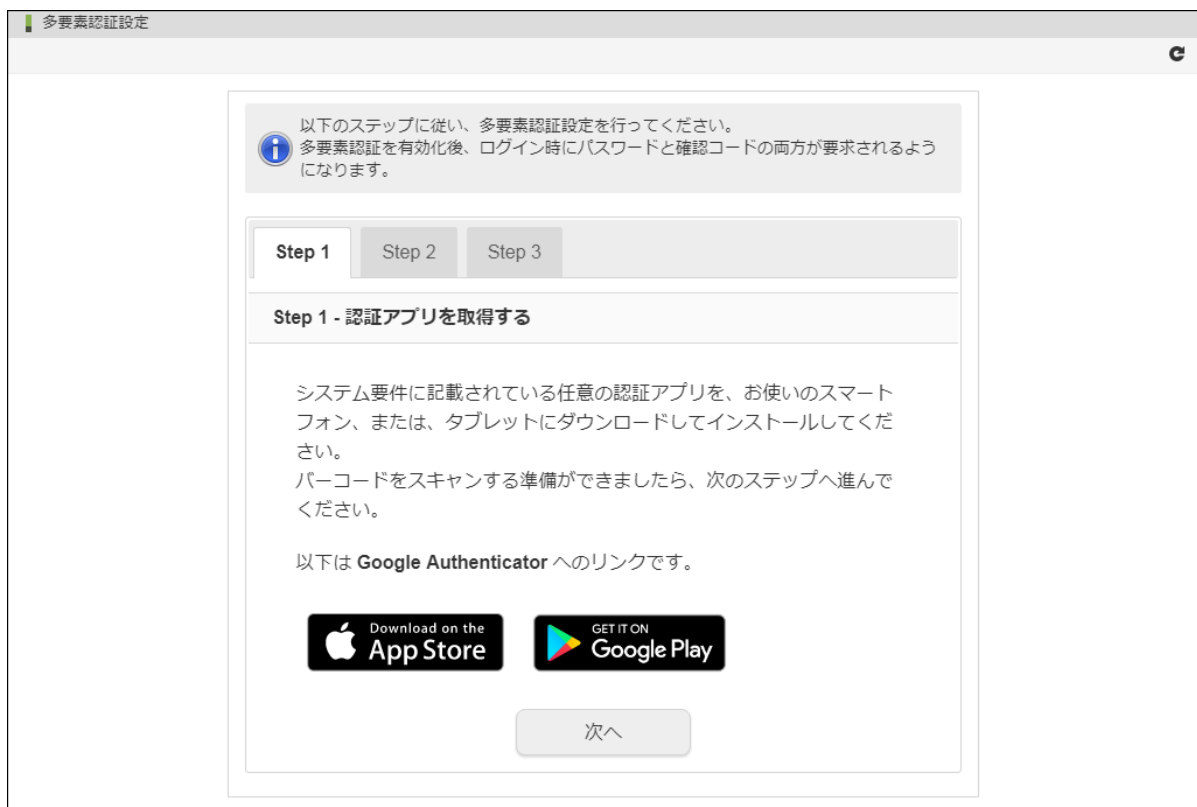 多要素認証設定
以下のステップに従い、多要素認証設定を行ってください。
多要素認証を有効化後、ログイン時にパスワードと確認コードの両方が要求されるよう
になります。
Step 1 Step 2 Step 3
Step 1 - 認証アプリを取得する
システム要件に記載されている任意の認証アプリを、お使いのスマート
フォン、または、タブレットにダウンロードしてインストールしてくだ
さい。
バーコードをスキャンする準備ができましたら、次のステップへ進んで
ください。
以下は Google Authenticator へのリンクです。
Download on the GET IT ON
App Store Google Play
次へ